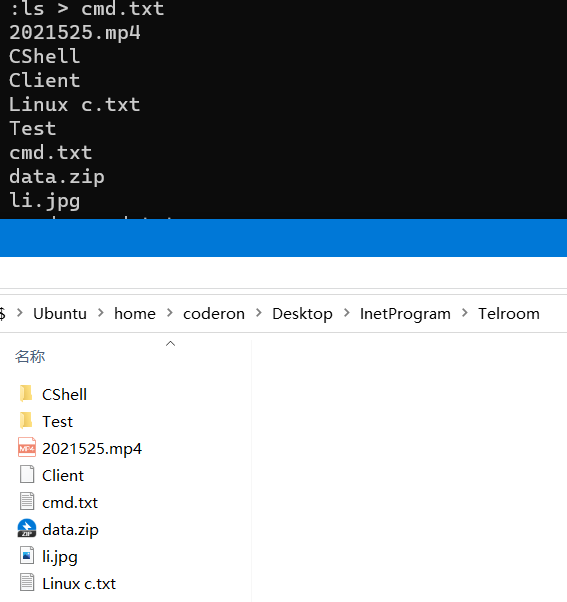 :ls > cmd.txt
2021525.mp4
CShell
Client
Linux c.txt
Test
cmd.txt
data.zip
li.jpg
$ > Ubuntu > home > coderon > Desktop > InetProgram > Telroom
名称
CShell
Test
2021525.mp4
Client
cmd.txt
data.zip
li.jpg
Linux c.txt